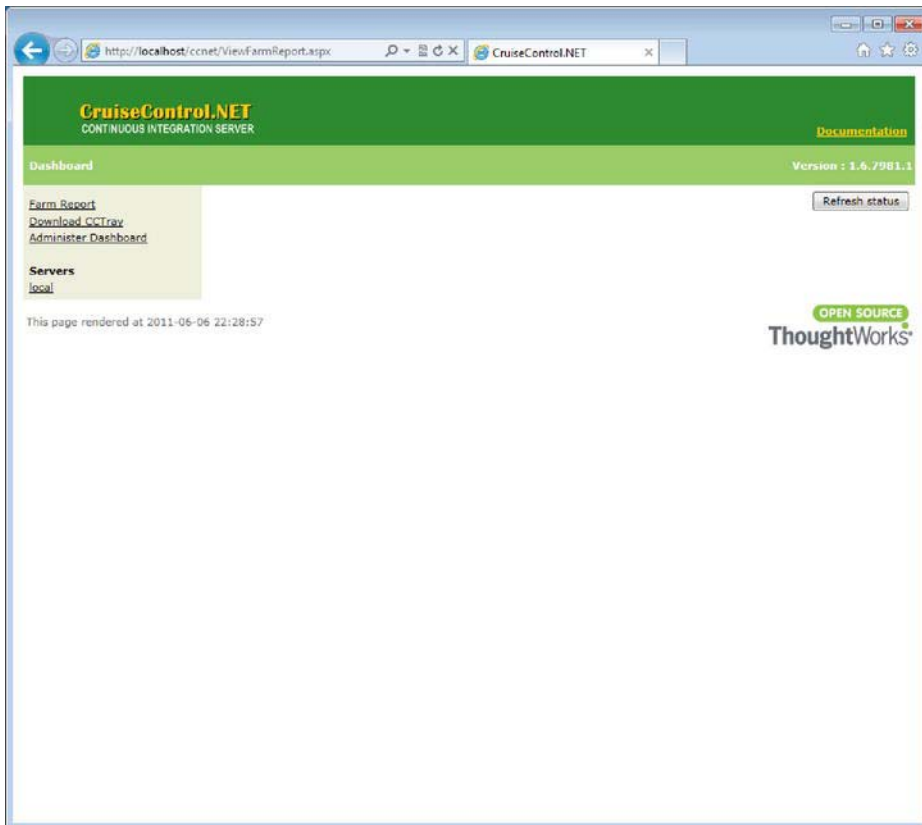 http://localhost/ccnet/ViewFarmReport.aspx
CruiseControl.NET
CruiseControl.NET
CONTINUOUS INTEGRATION SERVER
Documentation
Dashboard
Version : 1.6.7981.1
Farm Report
Refresh status
Download CCTray
Administer Dashboard
Servers
local
This page rendered at 2011-06-06 22:28:57
OPEN SOURCE
ThoughtWorks